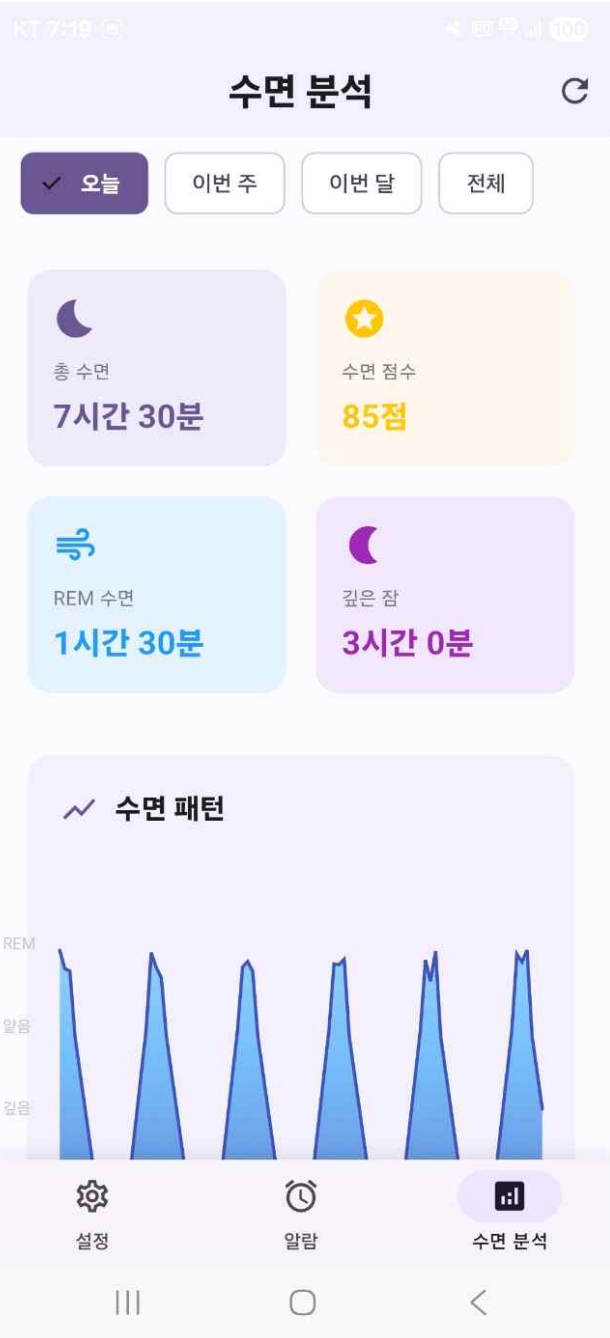 KT 7:19
100
수면 분석
오늘
이번 주
이번 달
전체
총 수면
7시간 30분
수면 점수
85점
REM 수면
1시간 30분
깊은 잠
3시간 0분
수면 패턴
REM
얕음
깊음
설정
알람
수면 분석